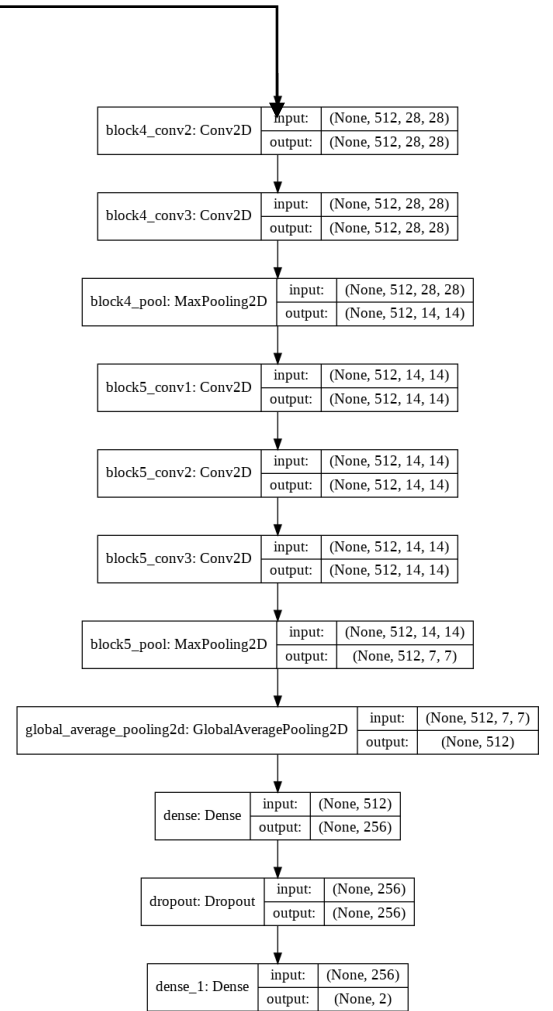 block4_conv2: Conv2D
input: (None, 512, 28, 28)
output: (None, 512, 28, 28)
block4_conv3: Conv2D
input: (None, 512, 28, 28)
output: (None, 512, 28, 28)
block4_pool: MaxPooling2D
input: (None, 512, 28, 28)
output: (None, 512, 14, 14)
block5_conv1: Conv2D
input: (None, 512, 14, 14)
output: (None, 512, 14, 14)
block5_conv2: Conv2D
input: (None, 512, 14, 14)
output: (None, 512, 14, 14)
block5_conv3: Conv2D
input: (None, 512, 14, 14)
output: (None, 512, 14, 14)
block5_pool: MaxPooling2D
input: (None, 512, 14, 14)
output: (None, 512, 7, 7)
global_average_pooling2d: GlobalAveragePooling2D
input: (None, 512, 7, 7)
output: (None, 512)
dense: Dense
input: (None, 512)
output: (None, 256)
dropout: Dropout
input: (None, 256)
output: (None, 256)
dense_1: Dense
input: (None, 256)
output: (None, 2)